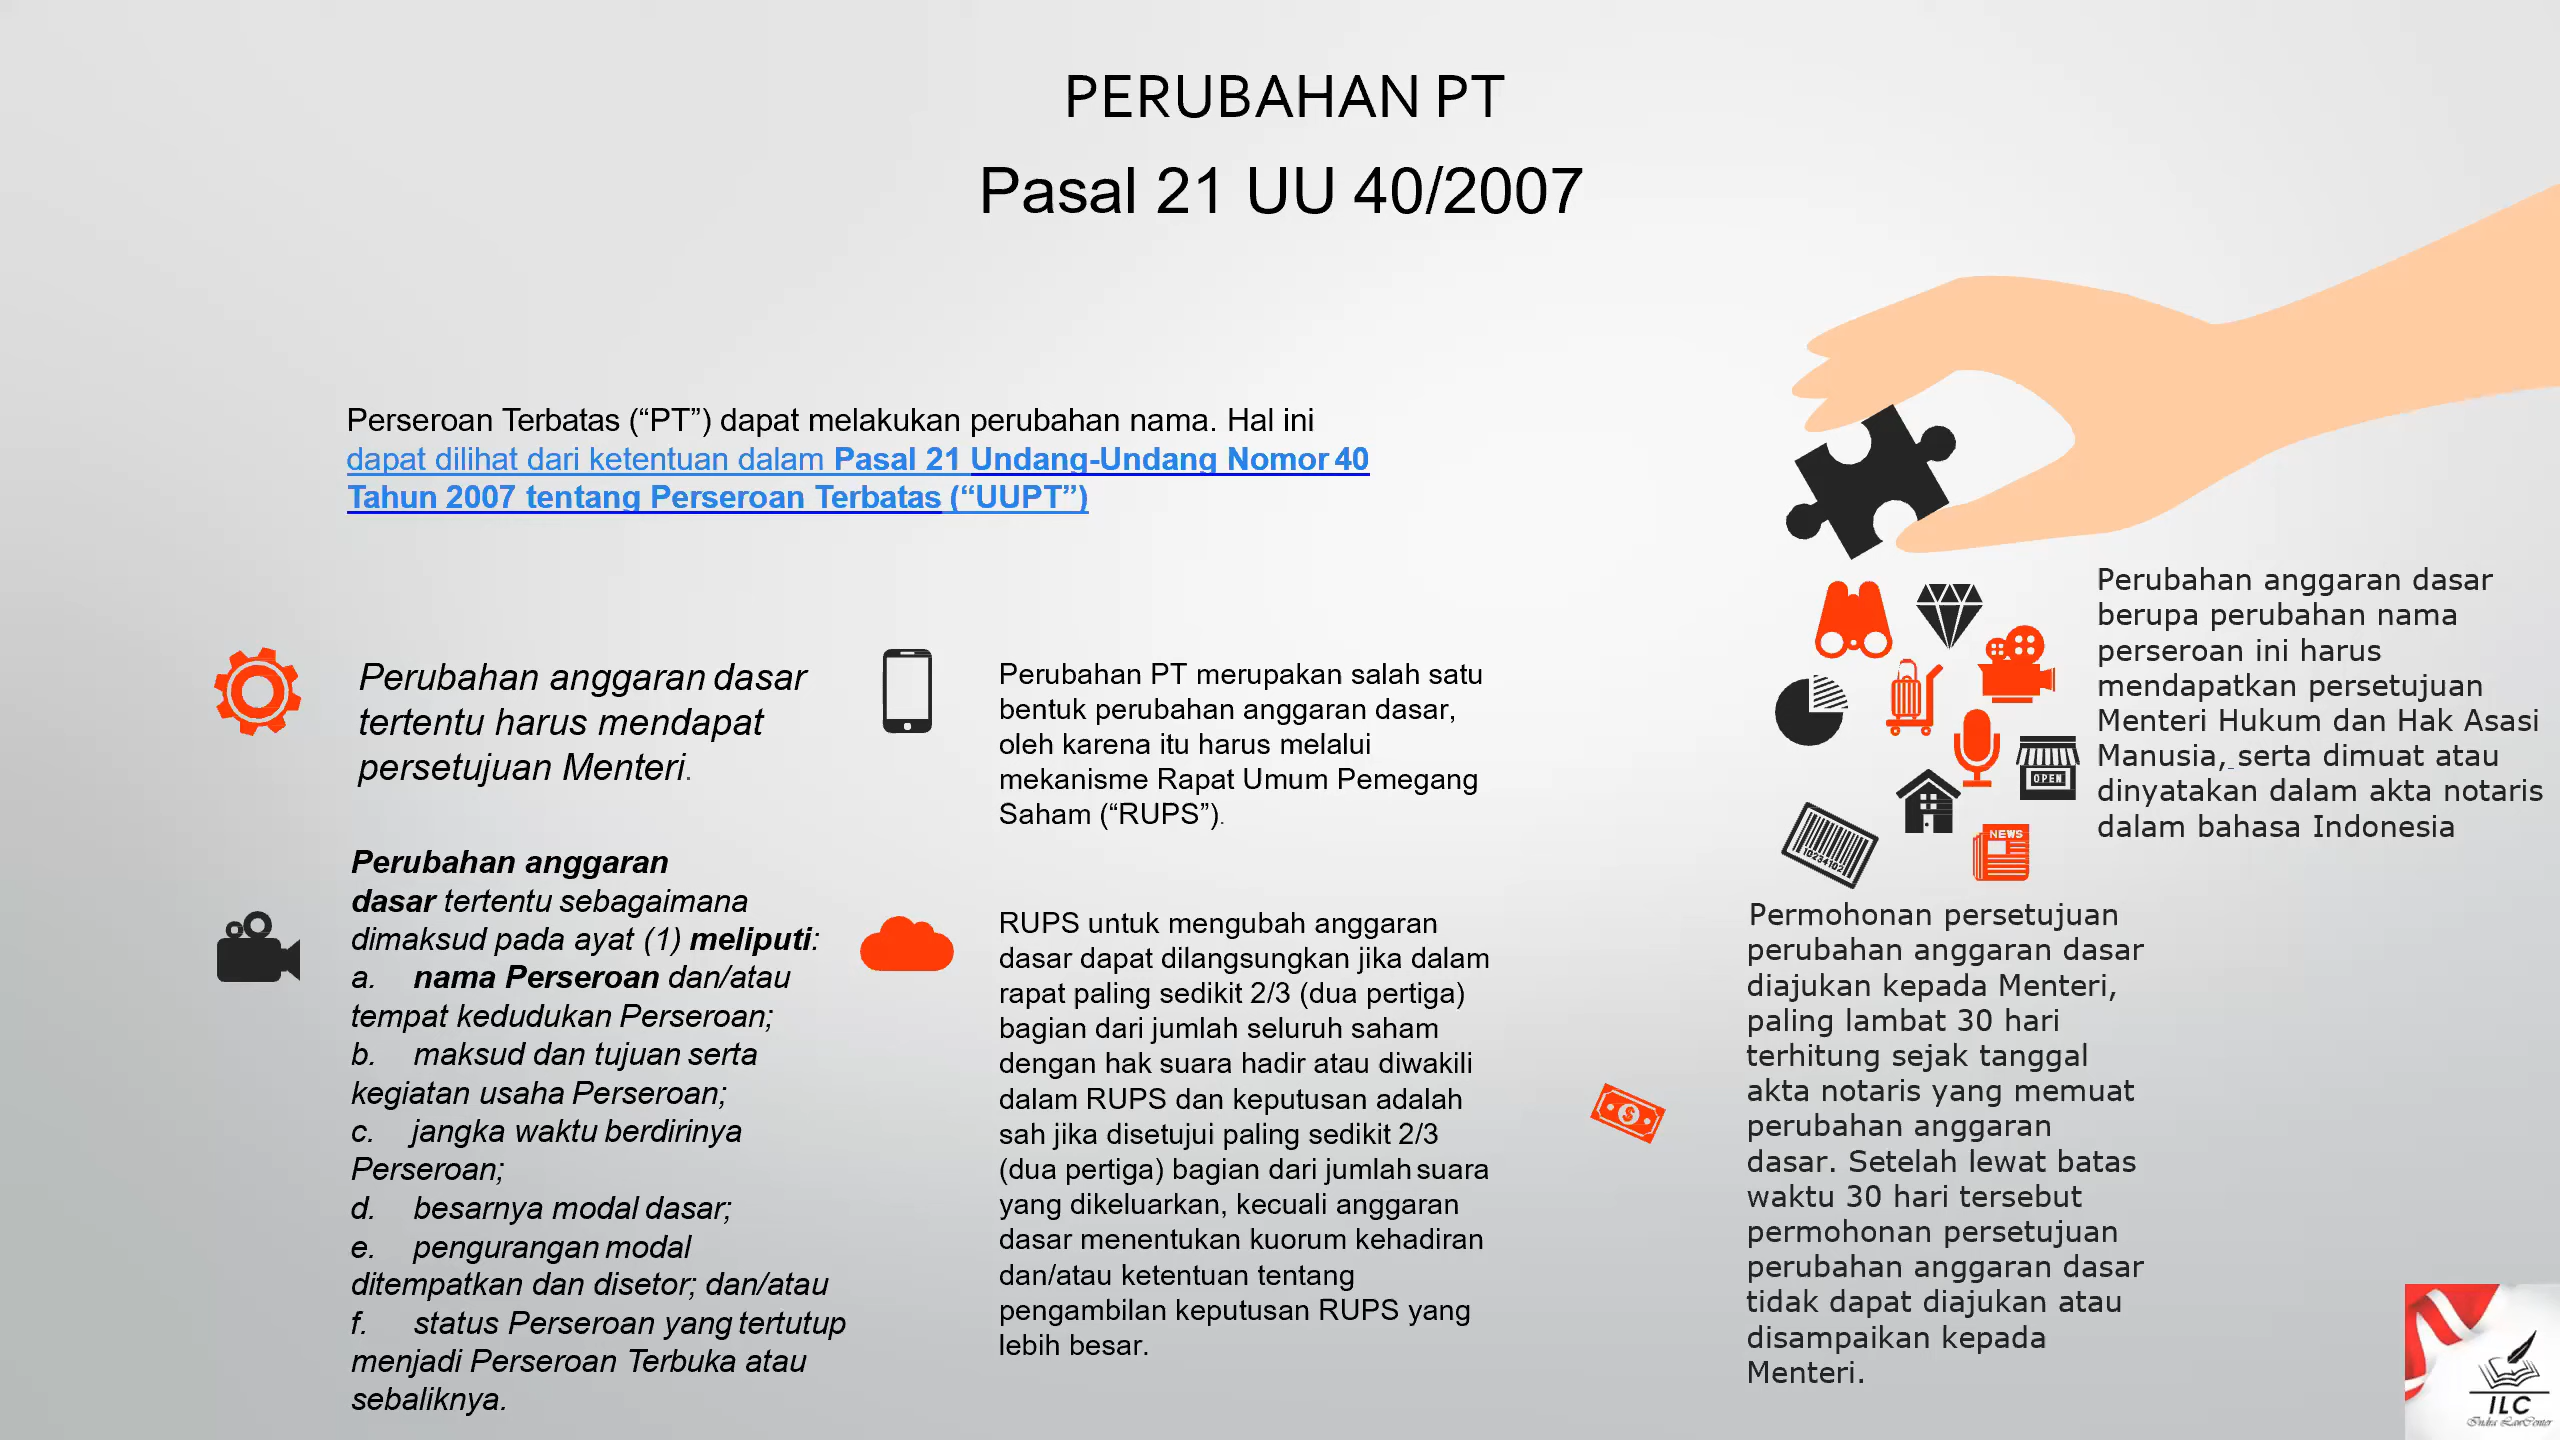 PERUBAHAN PT
Pasal 21 UU 40/2007
Perseroan Terbatas (“PT”) dapat melakukan perubahan nama. Hal ini
dapat dilihat dari ketentuan dalam Pasal 21 Undang-Undang Nomor 40
Tahun 2007 tentang Perseroan Terbatas (“UUPT”)
Perubahan anggaran dasar
tertentu harus mendapat
persetujuan Menteri.
Perubahan anggaran
dasar tertentu sebagaimana
dimaksud pada ayat (1) meliputi:
a. nama Perseroan dan/atau
tempat kedudukan Perseroan;
b. maksud dan tujuan serta
kegiatan usaha Perseroan;
c. jangka waktu berdirinya
Perseroan;
d. besarnya modal dasar;
e. pengurangan modal
ditempatkan dan disetor; dan/atau
f. status Perseroan yang tertutup
menjadi Perseroan Terbuka atau
sebaliknya.
Perubahan PT merupakan salah satu
bentuk perubahan anggaran dasar,
oleh karena itu harus melalui
mekanisme Rapat Umum Pemegang
Saham (“RUPS”).
RUPS untuk mengubah anggaran
dasar dapat dilangsungkan jika dalam
rapat paling sedikit 2/3 (dua pertiga)
bagian dari jumlah seluruh saham
dengan hak suara hadir atau diwakili
dalam RUPS dan keputusan adalah
sah jika disetujui paling sedikit 2/3
(dua pertiga) bagian dari jumlah suara
yang dikeluarkan, kecuali anggaran
dasar menentukan kuorum kehadiran
dan/atau ketentuan tentang
pengambilan keputusan RUPS yang
lebih besar.
Perubahan anggaran dasar
berupa perubahan nama
perseroan ini harus
mendapatkan persetujuan
Menteri Hukum dan Hak Asasi
Manusia, serta dimuat atau
dinyatakan dalam akta notaris
dalam bahasa Indonesia
OPEN
NEWS
10234102
Permohonan persetujuan
perubahan anggaran dasar
diajukan kepada Menteri,
paling lambat 30 hari
terhitung sejak tanggal
akta notaris yang memuat
perubahan anggaran
dasar. Setelah lewat batas
waktu 30 hari tersebut
permohonan persetujuan
perubahan anggaran dasar
tidak dapat diajukan atau
disampaikan kepada
Menteri.
ILC
Indra LawCenter